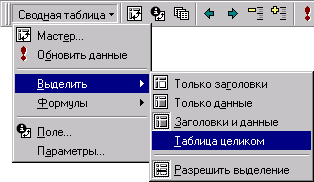 Сводная таблица
Мастер...
Обновить данные
Выделить
Формулы
Поле...
Параметры...
Только заголовки
Только данные
Заголовки и данные
Таблица целиком
Разрешить выделение